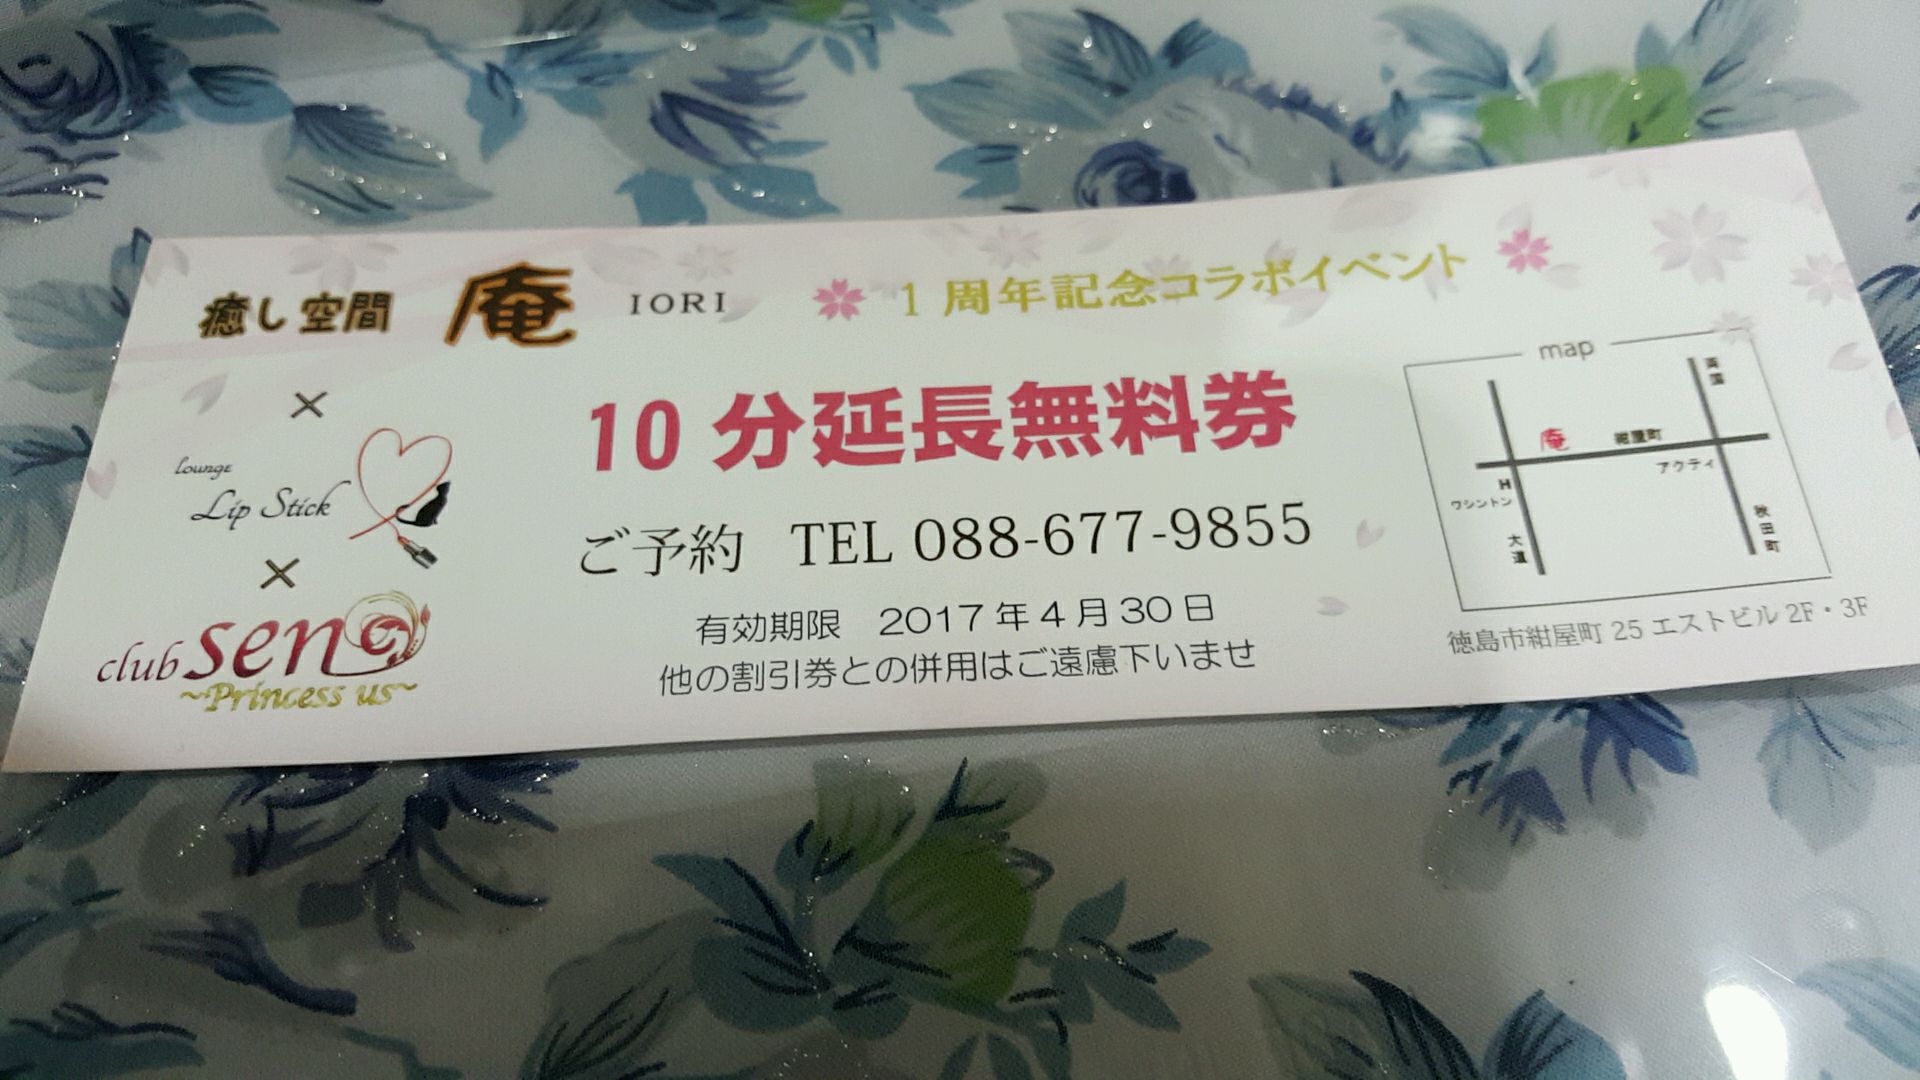 癒し空間 庵 IORI 1周年記念コラボイベント
×
lounge
Lip Stick
×
club sen
~Princess us~
10分延長無料券
ご予約 TEL 088-677-9855
有効期限 2017年4月30日
他の割引券との併用はご遠慮下いませ
map
両国
庵 紺屋町
アクティ
H
ワシントン
大道
秋田町
徳島市紺屋町 25 エストビル 2F・3F